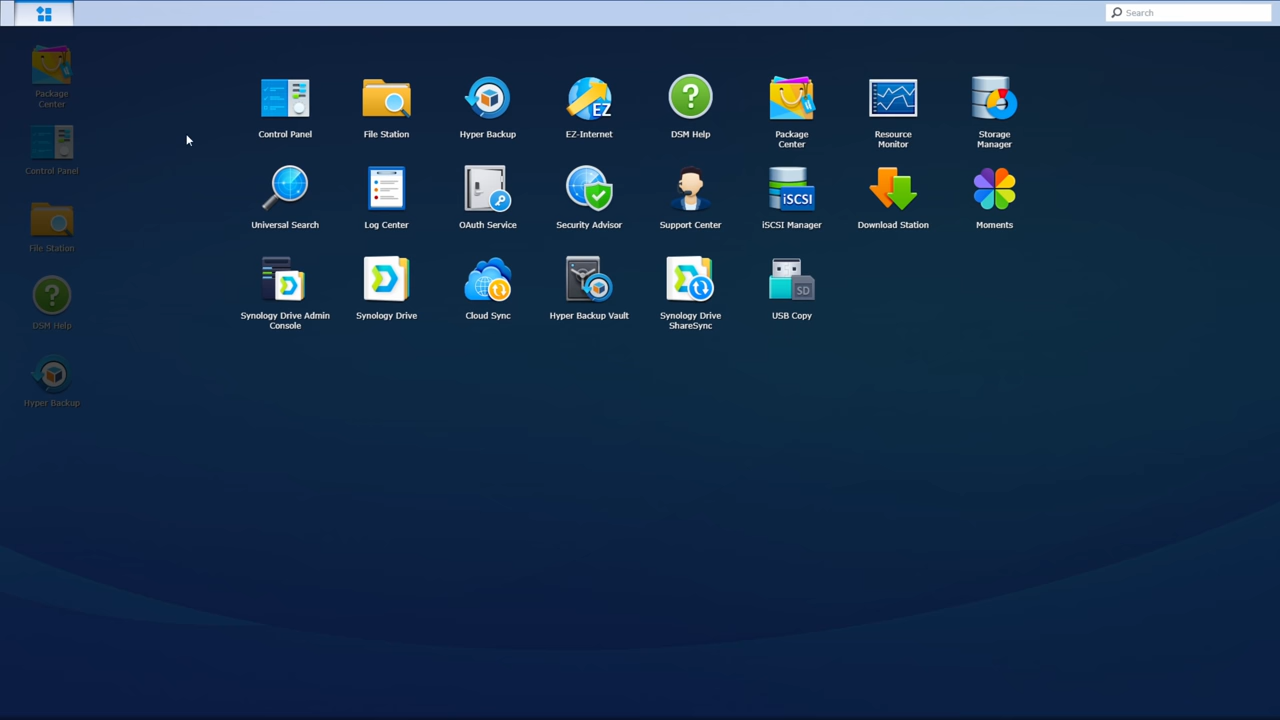 Search
Package
Center
Control Panel
File Station
DSM Help
Hyper Backup
Control Panel
File Station
Hyper Backup
EZ
EZ-Internet
?
DSM Help
Package
Center
Resource
Monitor
Storage
Manager
Universal Search
Log Center
OAuth Service
Security Advisor
Support Center
iSCSI
iSCSI Manager
Download Station
Moments
Synology Drive Admin
Console
Synology Drive
Cloud Sync
Hyper Backup Vault
Synology Drive
ShareSync
SD
USB Copy